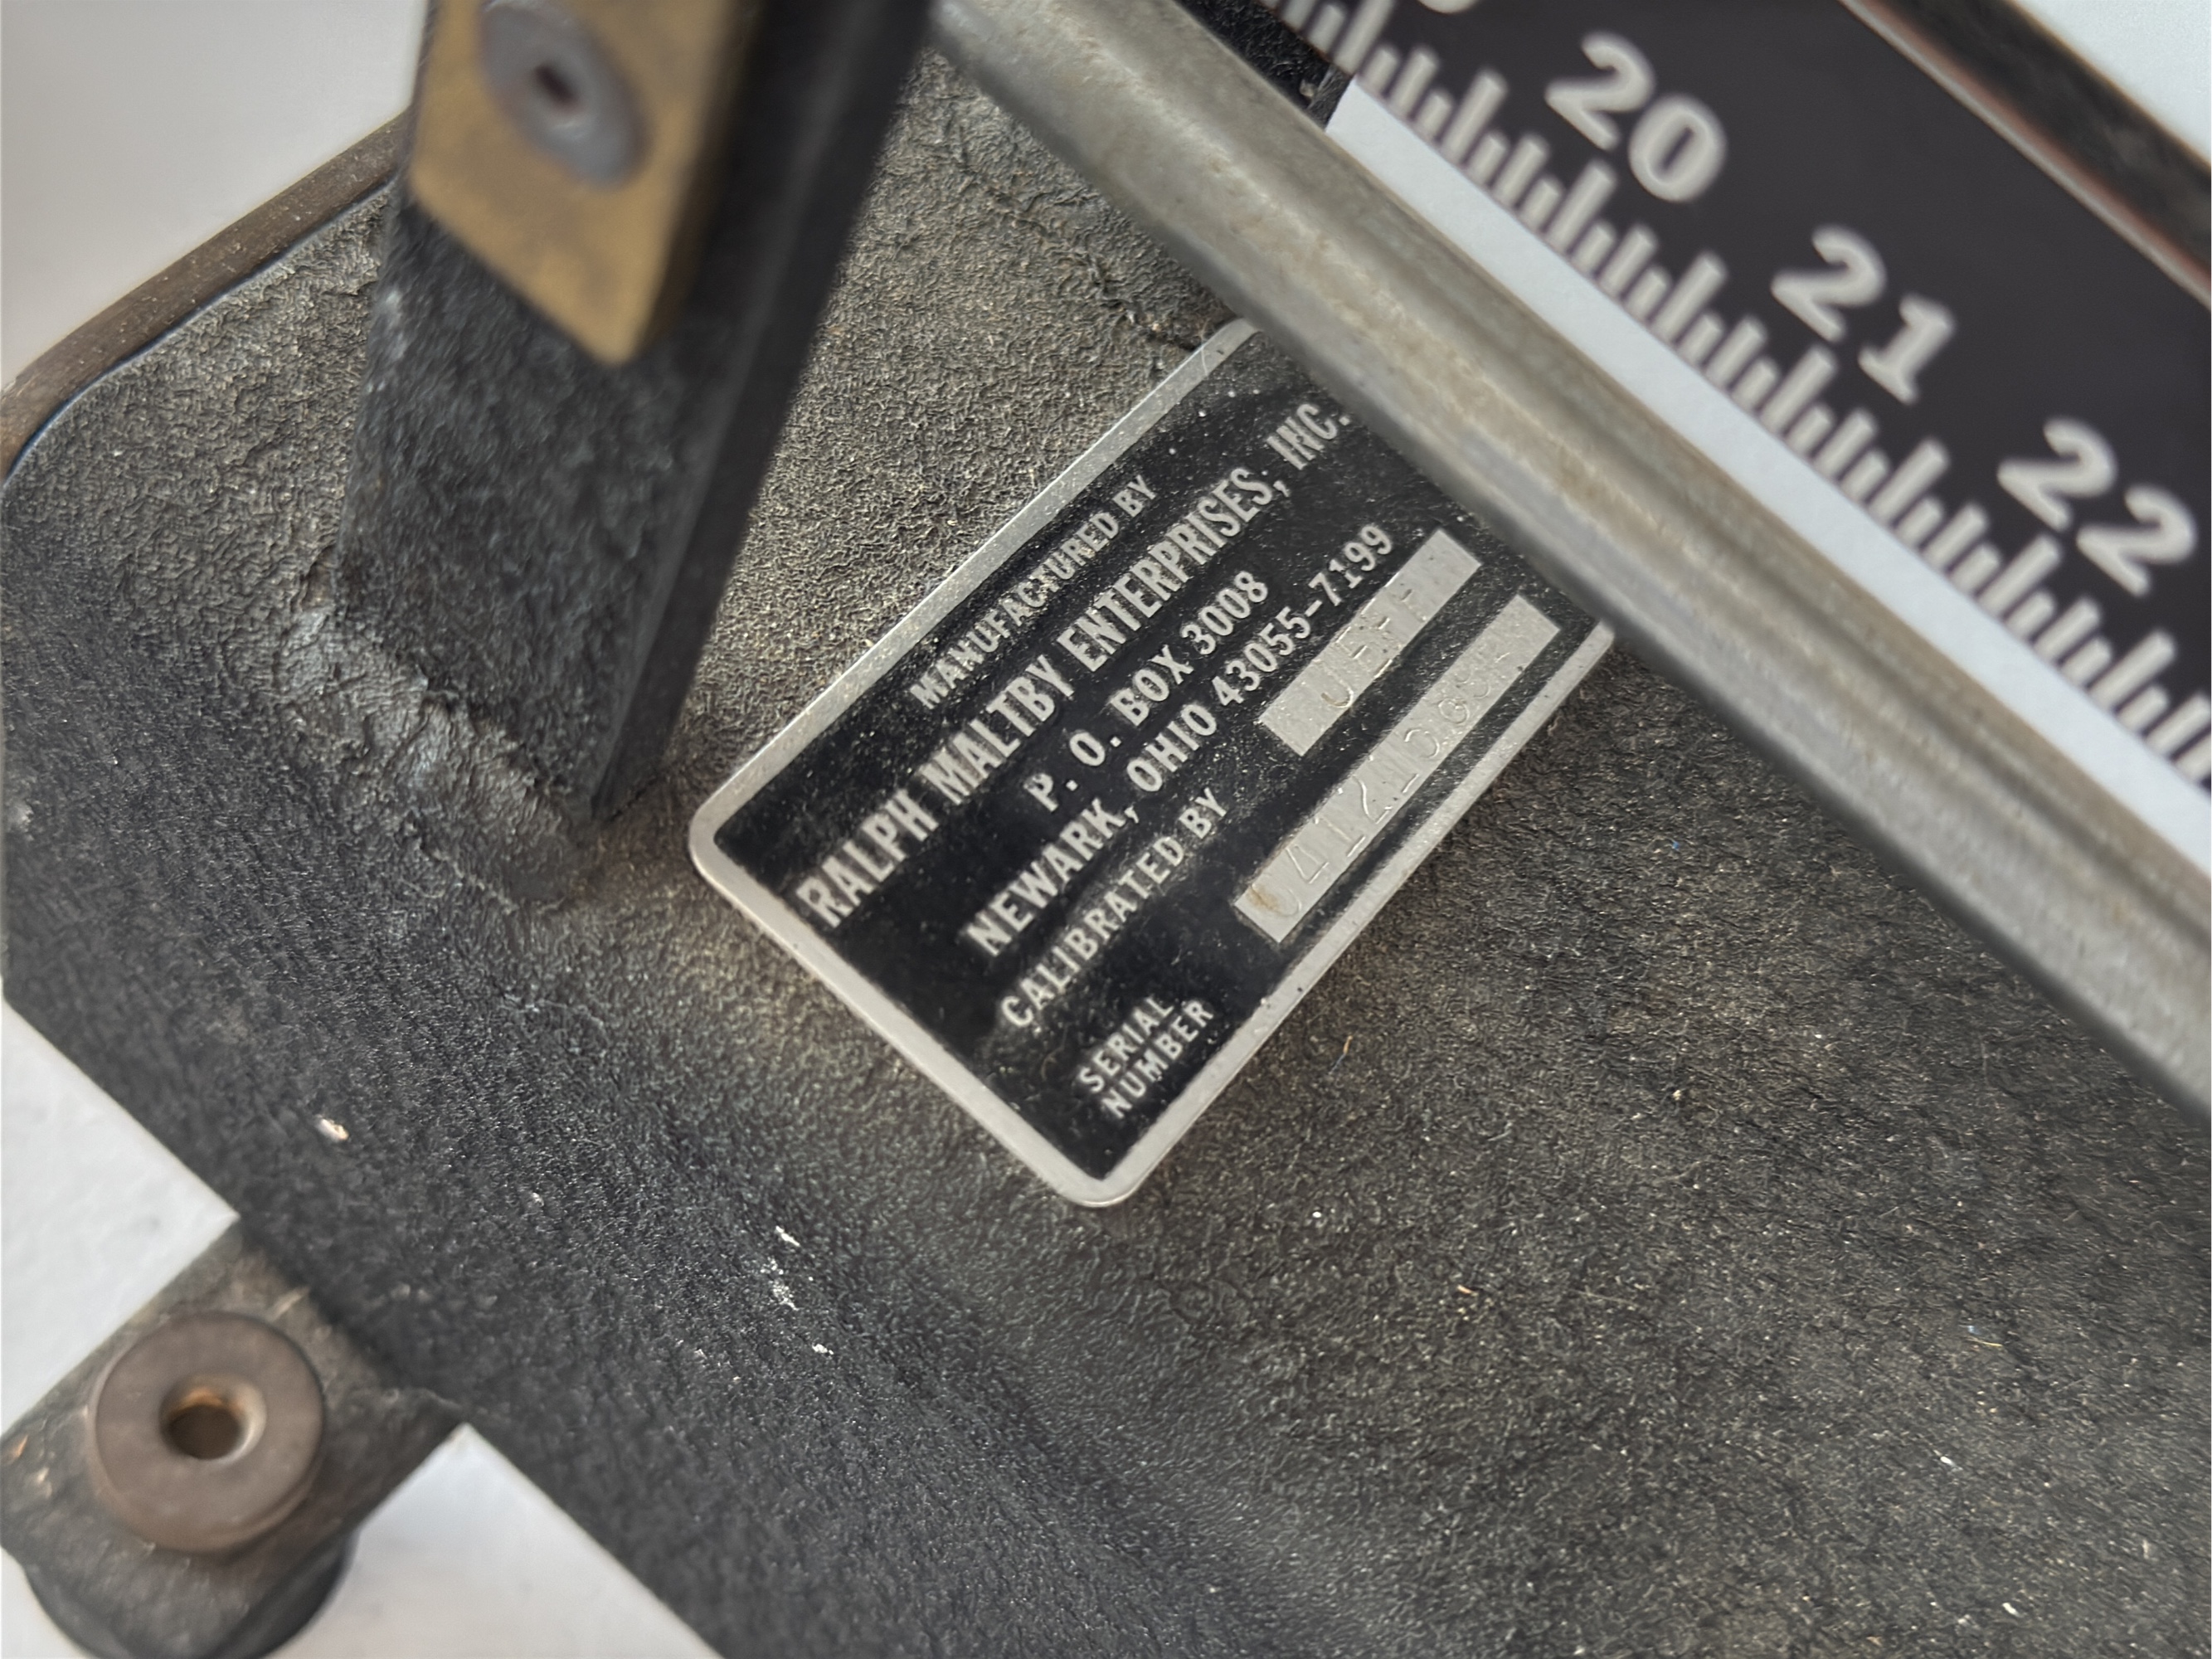 20
21
22
MANUFACTURED BY
RALPH MALTBY ENTERPRISES, INC.
P. O. BOX 3008
NEWARK, OHIO 43055-7199
CALIBRATED BY
SERIAL
NUMBER